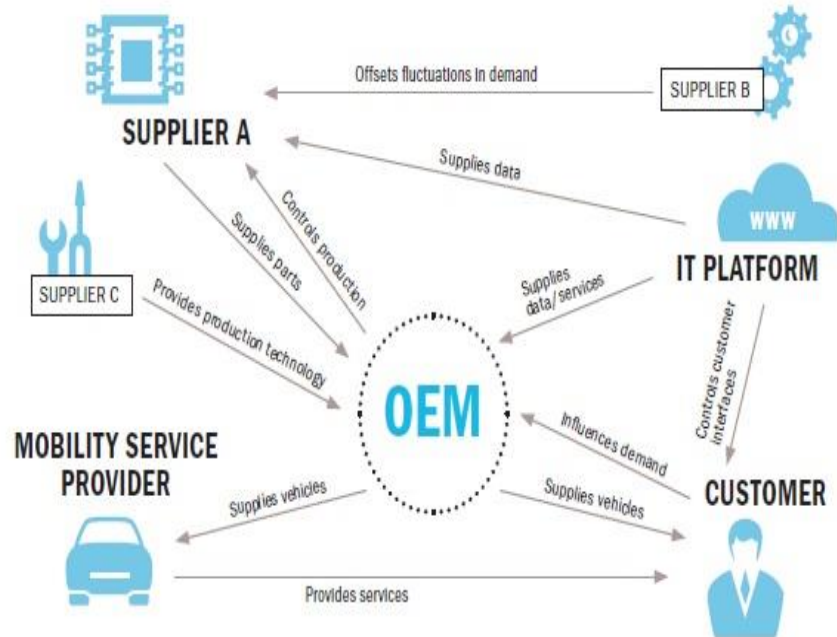 Offsets fluctuations in demand
SUPPLIER B
SUPPLIER A
Supplies data
WWW
IT PLATFORM
Supplies parts
Controls production
SUPPLIER C
Provides production technology
Supplies
data/services
Controls customer
interfaces
OEM
Influences demand
MOBILITY SERVICE
PROVIDER
CUSTOMER
Supplies vehicles
Supplies vehicles
Provides services